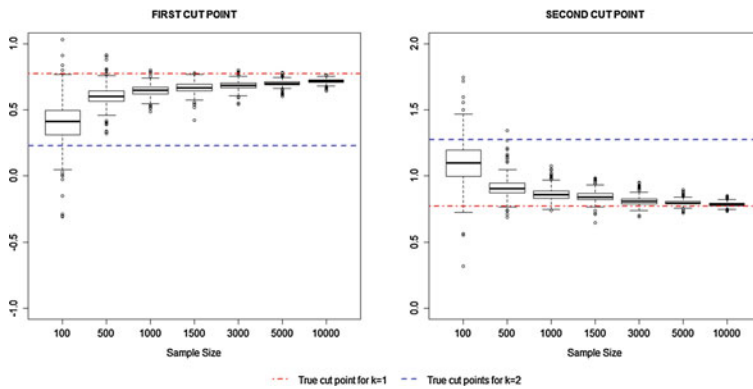 FIRST CUT POINT
1.0
0.5
0.0
-0.5
-1.0
100 500 1000 1500 3000 5000 10000
Sample Size
SECOND CUT POINT
2.0
1.5
1.0
0.5
0.0
100 500 1000 1500 3000 5000 10000
Sample Size
True cut point for k=1 True cut points for k=2